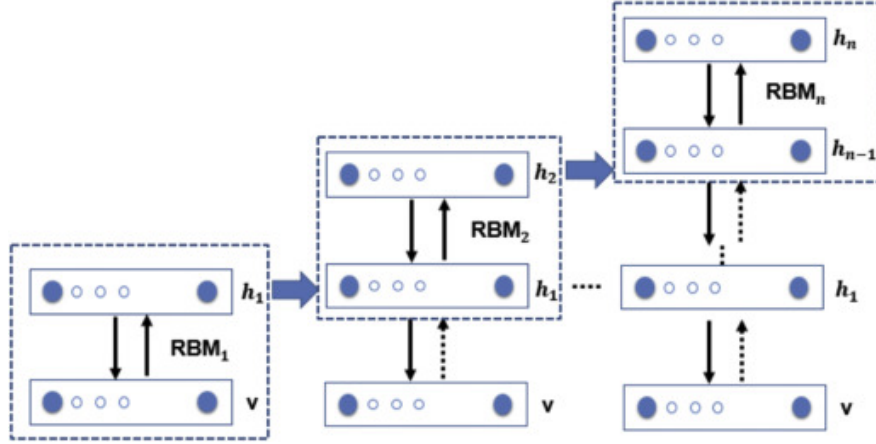 h₁
RBM₁
v
h₂
RBM₂
h₁
v
....
hₙ
RBMₙ
hₙ₋₁
h₁
v